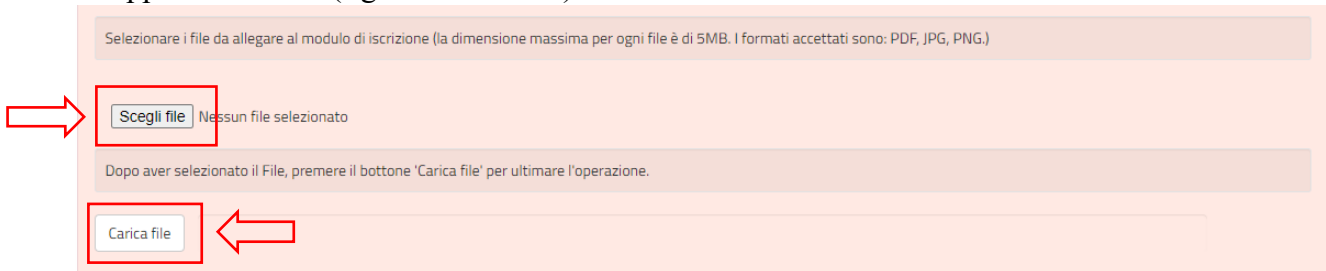 Selezionare i file da allegare al modulo di iscrizione (la dimensione massima per ogni file è di 5MB. I formati accettati sono: PDF, JPG, PNG.)
Scegli file Nessun file selezionato
Dopo aver selezionato il File, premere il bottone 'Carica file' per ultimare l'operazione.
Carica file